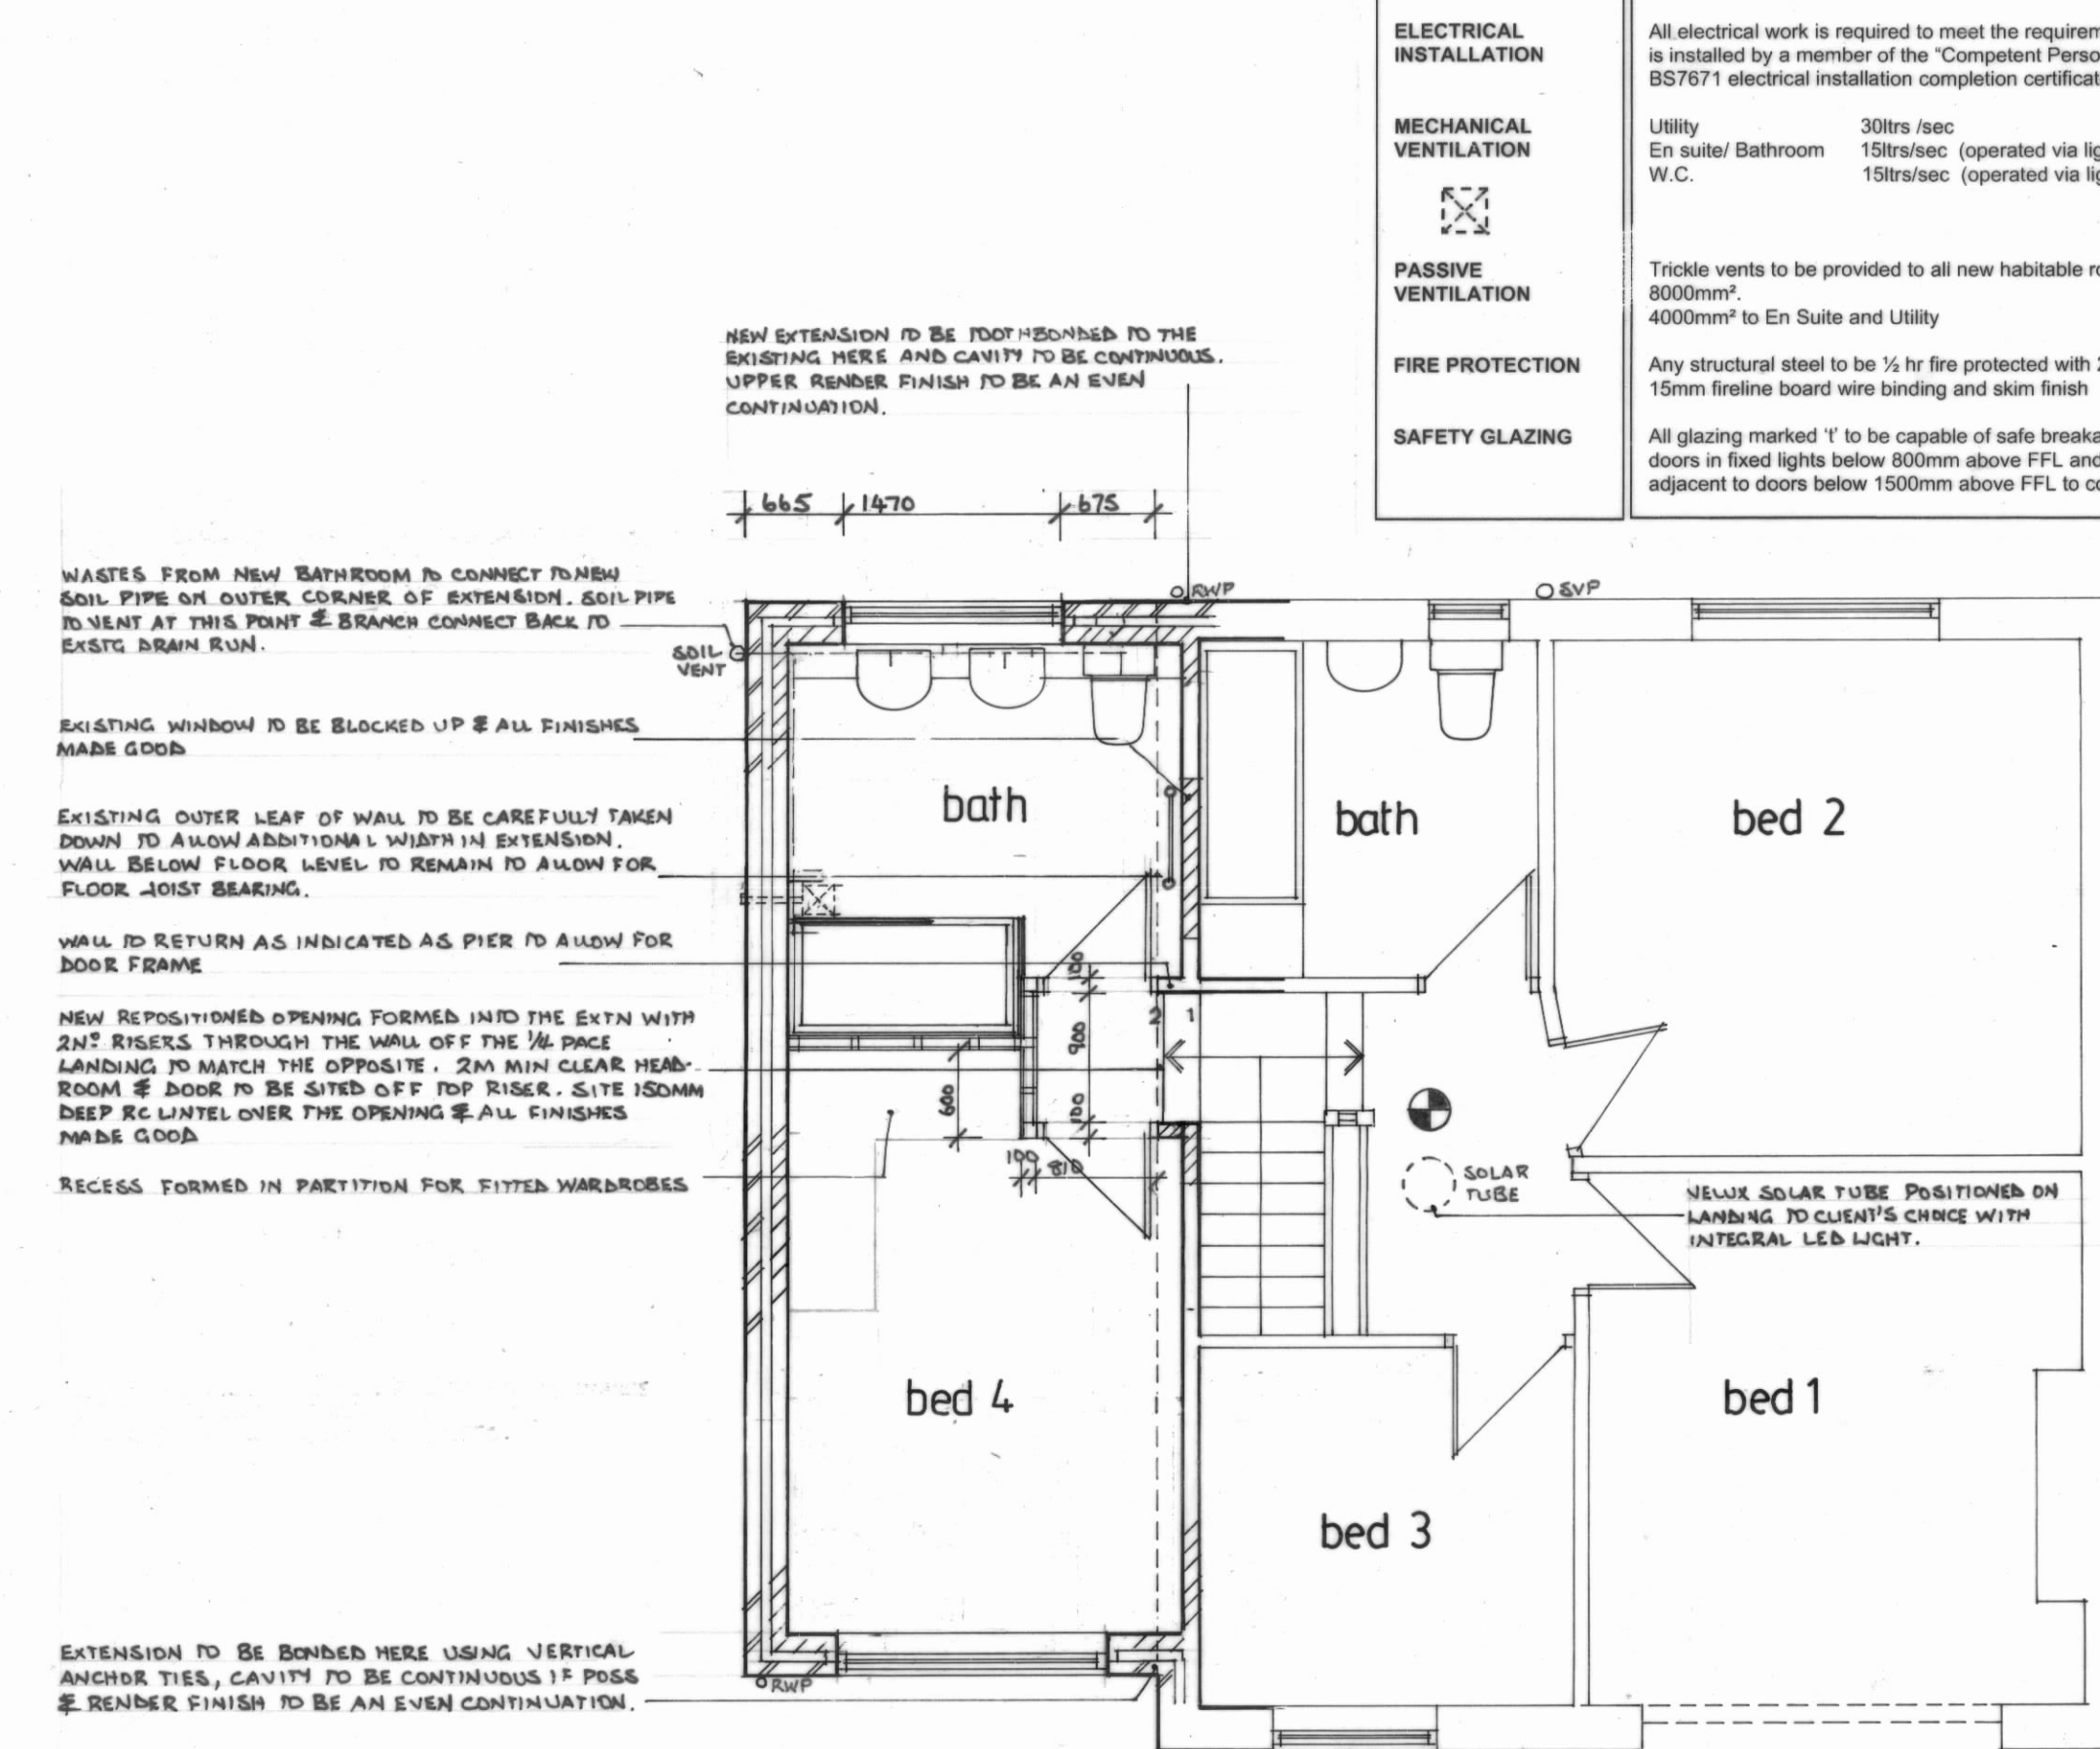 ELECTRICAL
INSTALLATION
All electrical work is required to meet the requirem
is installed by a member of the “Competent Perso
BS7671 electrical installation completion certificat
MECHANICAL
VENTILATION
Utility 30ltrs /sec
En suite/ Bathroom 15ltrs/sec (operated via lig
W.C. 15ltrs/sec (operated via lig
PASSIVE
VENTILATION
Trickle vents to be provided to all new habitable ro
8000mm².
4000mm² to En Suite and Utility
FIRE PROTECTION
Any structural steel to be ½ hr fire protected with 2
15mm fireline board wire binding and skim finish
SAFETY GLAZING
All glazing marked ‘t’ to be capable of safe breaka
doors in fixed lights below 800mm above FFL and
adjacent to doors below 1500mm above FFL to co
NEW EXTENSION TO BE TOOTHBONDED TO THE
EXISTING HERE AND CAVITY TO BE CONTINUOUS.
UPPER RENDER FINISH TO BE AN EVEN
CONTINUATION.
665 1470 675
WASTES FROM NEW BATHROOM TO CONNECT TO NEW
SOIL PIPE ON OUTER CORNER OF EXTENSION. SOIL PIPE
TO VENT AT THIS POINT & BRANCH CONNECT BACK TO
EXSTG DRAIN RUN.
RWP
SVP
SOIL
VENT
EXISTING WINDOW TO BE BLOCKED UP & ALL FINISHES
MADE GOOD
EXISTING OUTER LEAF OF WALL TO BE CAREFULLY TAKEN
DOWN TO ALLOW ADDITIONAL WIDTH IN EXTENSION.
WALL BELOW FLOOR LEVEL TO REMAIN TO ALLOW FOR
FLOOR JOIST BEARING.
bath
bath
bed 2
WALL TO RETURN AS INDICATED AS PIER TO ALLOW FOR
DOOR FRAME
NEW REPOSITIONED OPENING FORMED INTO THE EXTN WITH
2Nº RISERS THROUGH THE WALL OFF THE 1/4 PACE
LANDING TO MATCH THE OPPOSITE. 2M MIN CLEAR HEAD-
ROOM & DOOR TO BE SITED OFF TOP RISER. SITE 150MM
DEEP RC LINTEL OVER THE OPENING & ALL FINISHES
MADE GOOD
100
2 1
900
600
100
100 810
RECESS FORMED IN PARTITION FOR FITTED WARDROBES
SOLAR
TUBE
VELUX SOLAR TUBE POSITIONED ON
LANDING TO CLIENT'S CHOICE WITH
INTEGRAL LED LIGHT.
bed 4
bed 1
bed 3
EXTENSION TO BE BONDED HERE USING VERTICAL
ANCHOR TIES, CAVITY TO BE CONTINUOUS IF POSS
& RENDER FINISH TO BE AN EVEN CONTINUATION.
RWP